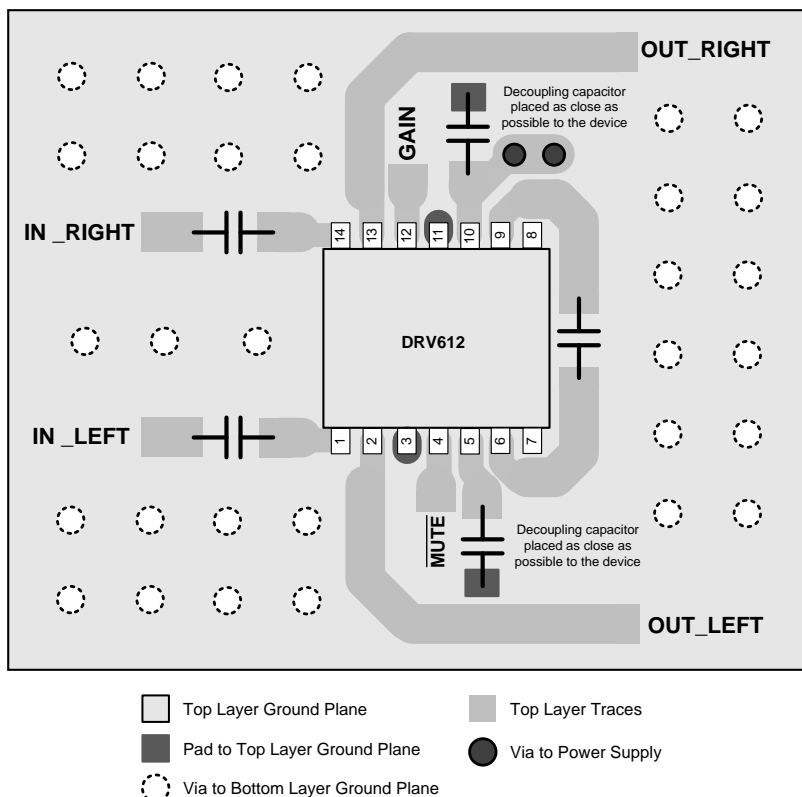 OUT_RIGHT
Decoupling capacitor
placed as close as
possible to the device
GAIN
IN _RIGHT
14 13 12 11 10 9 8
DRV612
IN _LEFT
1 2 3 4 5 6 7
MUTE
Decoupling capacitor
placed as close as
possible to the device
OUT_LEFT
Top Layer Ground Plane
Top Layer Traces
Pad to Top Layer Ground Plane
Via to Power Supply
Via to Bottom Layer Ground Plane